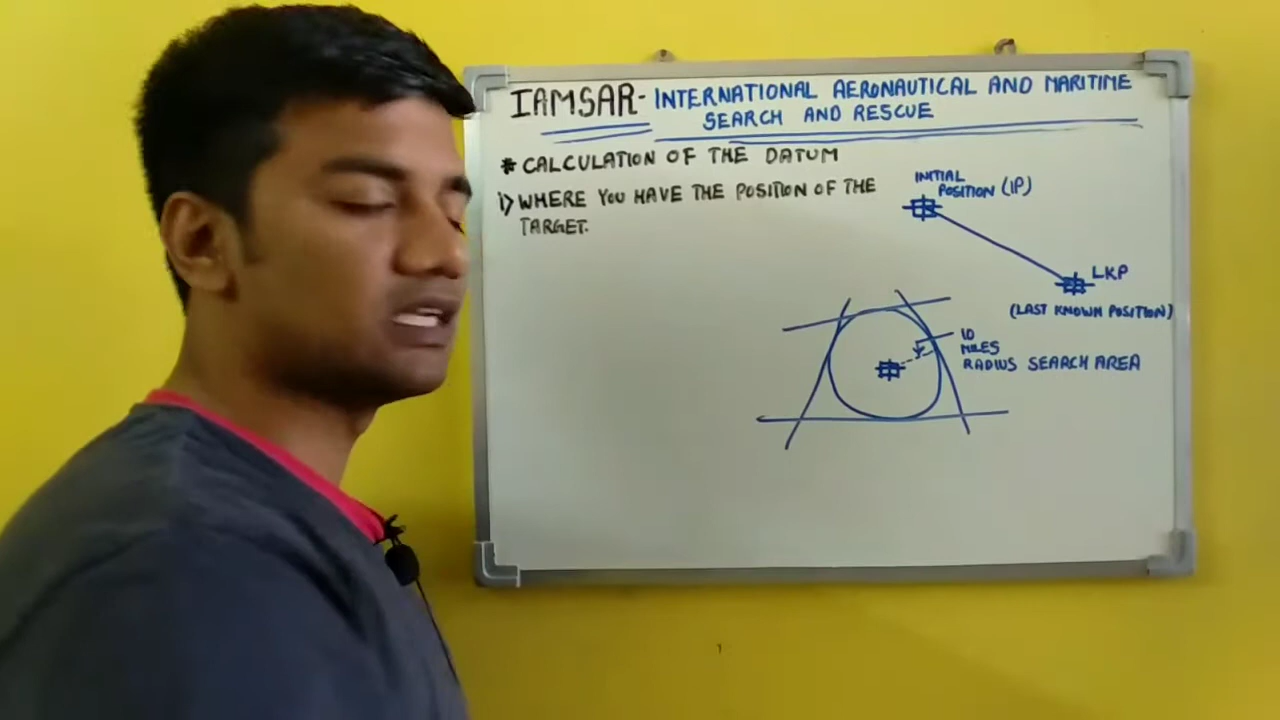 IAMSAR- INTERNATIONAL AERONAUTICAL AND MARITIME
SEARCH AND RESCUE
* CALCULATION OF THE DATUM
i) WHERE YOU HAVE THE POSITION OF THE
TARGET.
INITIAL
POSITION (IP)
LKP
(LAST KNOWN POSITION)
10
MILES
RADIUS SEARCH AREA